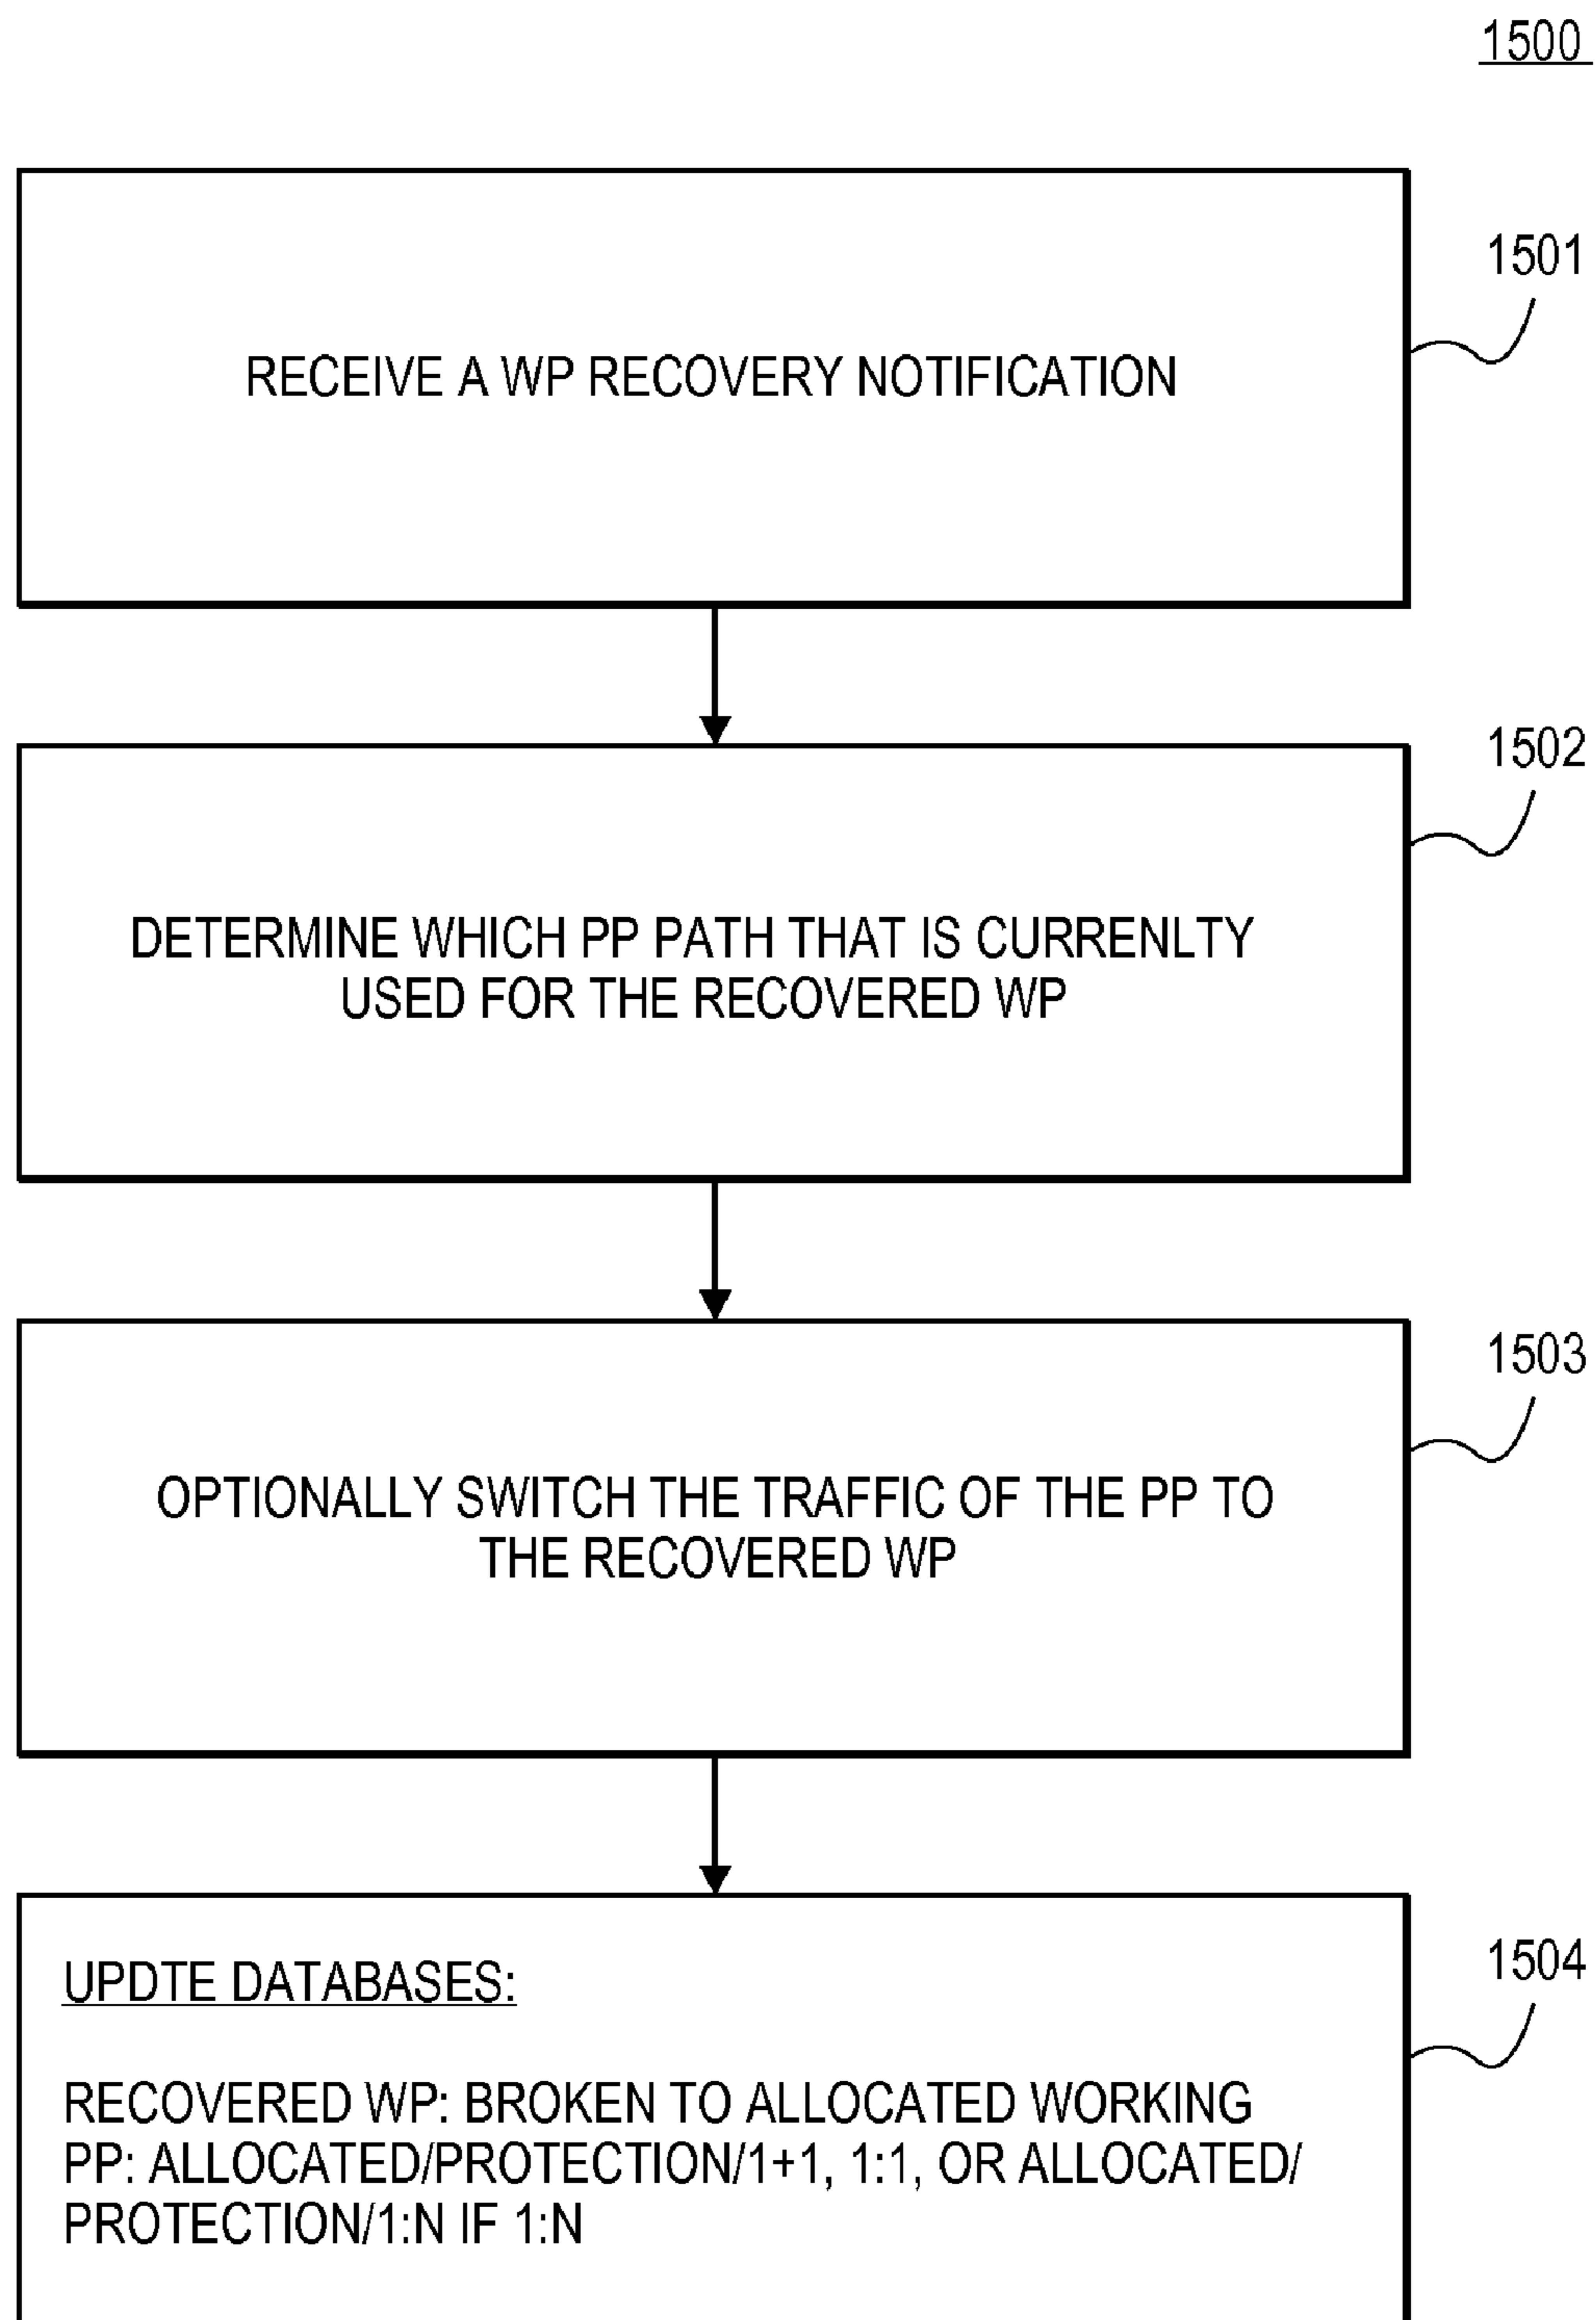 1500
1501
RECEIVE A WP RECOVERY NOTIFICATION
1502
DETERMINE WHICH PP PATH THAT IS CURRENLTY
USED FOR THE RECOVERED WP
1503
OPTIONALLY SWITCH THE TRAFFIC OF THE PP TO
THE RECOVERED WP
1504
UPDTE DATABASES:
RECOVERED WP: BROKEN TO ALLOCATED WORKING
PP: ALLOCATED/PROTECTION/1+1, 1:1, OR ALLOCATED/
PROTECTION/1:N IF 1:N